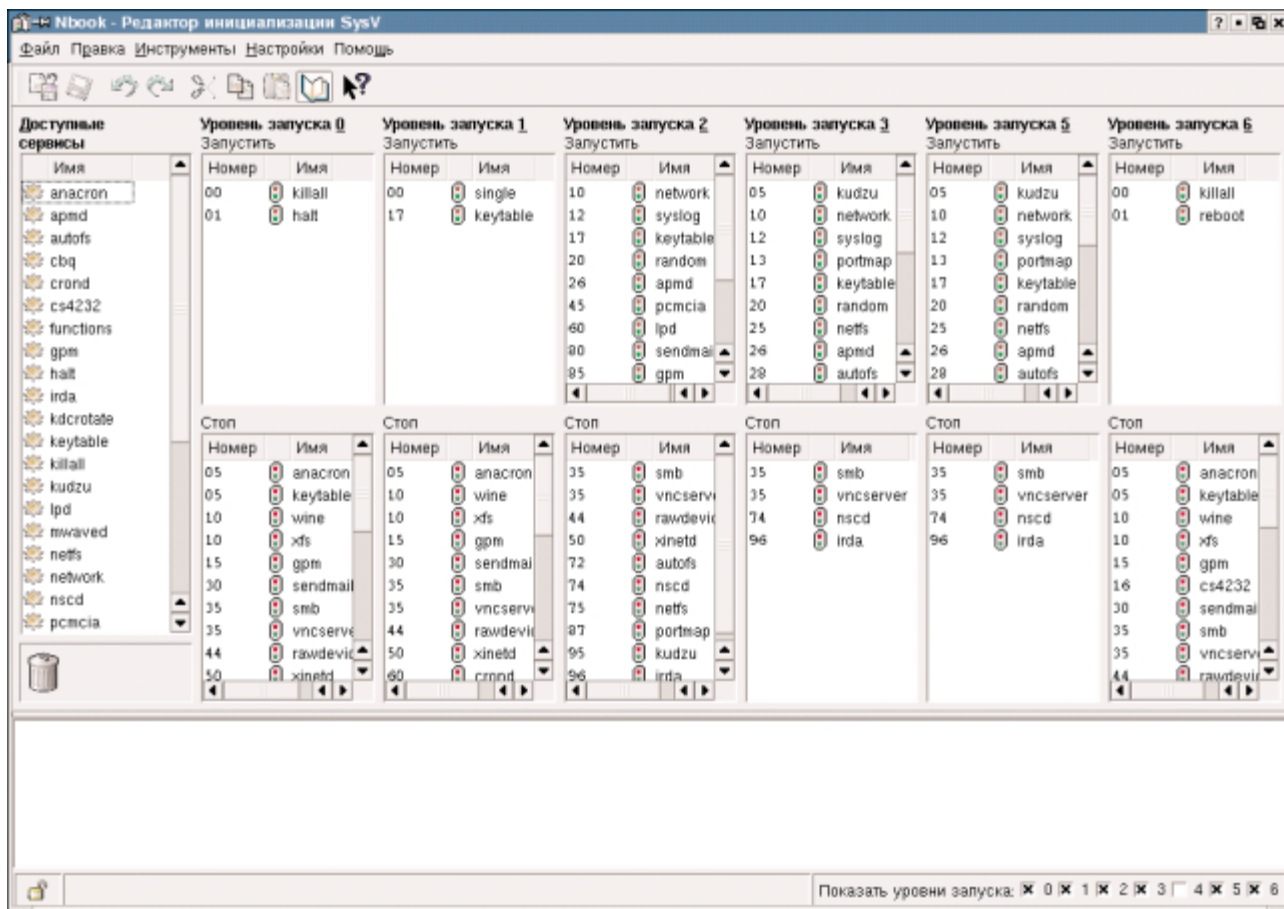 Nbook - Редактор инициализации SysV
Файл Правка Инструменты Настройки Помощь
Доступные сервисы
Имя
anacron
apmd
autofs
cbq
crond
cs4232
functions
gpm
halt
irda
kdcrotate
keytable
killall
kudzu
lpd
mwaved
netfs
network
nscd
pcmcia
Уровень запуска 0
Запустить
Номер Имя
00 killall
01 halt
Стоп
Номер Имя
05 anacron
05 keytable
10 wine
10 xfs
15 gpm
30 sendmail
35 smb
35 vncserve
44 rawdevic
50 xinetd
Уровень запуска 1
Запустить
Номер Имя
00 single
17 keytable
Стоп
Номер Имя
05 anacron
10 wine
10 xfs
15 gpm
30 sendmai
35 smb
35 vncserv
44 rawdevi
50 xinetd
60 crond
Уровень запуска 2
Запустить
Номер Имя
10 network
12 syslog
17 keytable
20 random
26 apmd
45 pcmcia
60 lpd
80 sendmai
85 gpm
Стоп
Номер Имя
35 smb
35 vncserv
44 rawdevic
50 xinetd
72 autofs
74 nscd
75 netfs
87 portmap
95 kudzu
96 irda
Уровень запуска 3
Запустить
Номер Имя
05 kudzu
10 network
12 syslog
13 portmap
17 keytable
20 random
25 netfs
26 apmd
28 autofs
Стоп
Номер Имя
35 smb
35 vncserver
74 nscd
96 irda
Уровень запуска 5
Запустить
Номер Имя
05 kudzu
10 network
12 syslog
13 portmap
17 keytable
20 random
25 netfs
26 apmd
28 autofs
Стоп
Номер Имя
35 smb
35 vncserver
74 nscd
96 irda
Уровень запуска 6
Запустить
Номер Имя
00 killall
01 reboot
Стоп
Номер Имя
05 anacron
05 keytable
10 wine
10 xfs
15 gpm
16 cs4232
30 sendmai
35 smb
35 vncserv
44 rawdevi
Показать уровни запуска: 0 1 2 3 4 5 6